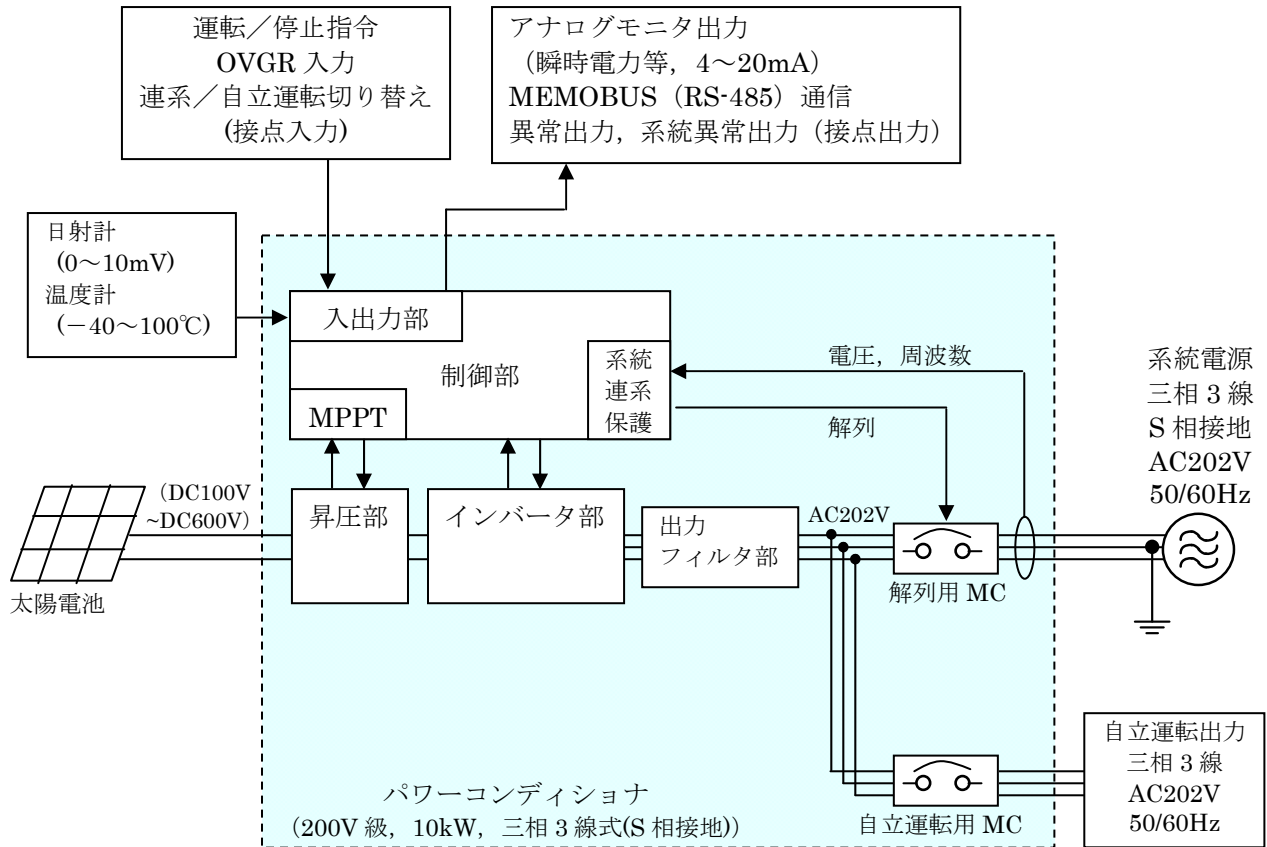 運転／停止指令
OVGR 入力
連系／自立運転切り替え
(接点入力)
アナログモニタ出力
（瞬時電力等，4～20mA）
MEMOBUS（RS-485）通信
異常出力，系統異常出力（接点出力）
日射計
(0～10mV)
温度計
(－40～100℃)
入出力部
制御部
系統
連系
保護
MPPT
電圧，周波数
解列
系統電源
三相 3 線
S 相接地
AC202V
50/60Hz
（DC100V
~DC600V）
昇圧部
インバータ部
出力
フィルタ部
AC202V
解列用 MC
太陽電池
自立運転出力
三相 3 線
AC202V
50/60Hz
自立運転用 MC
パワーコンディショナ
（200V 級，10kW，三相 3 線式(S 相接地)）